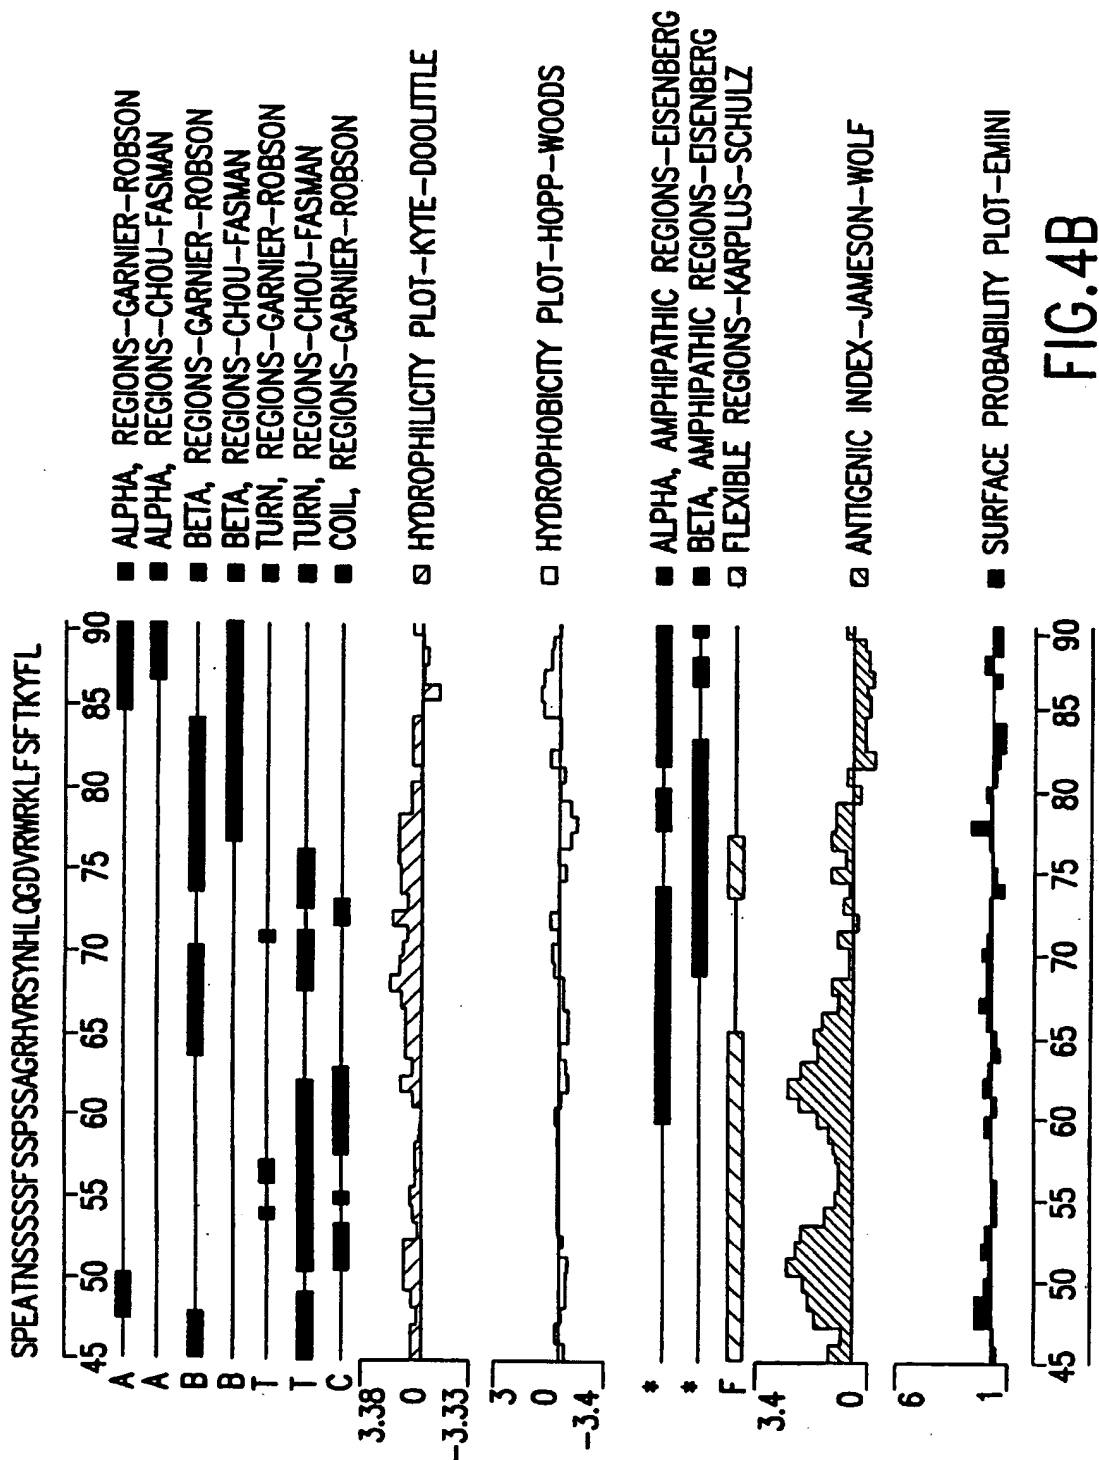 SPEATNSSSSSFSSPSSAGRHVRSYNHLQGDVRWRKLFSFTKYFL
45 50 55 60 65 70 75 80 85 90
A ALPHA, REGIONS-GARNIER-ROBSON
A ALPHA, REGIONS-CHOU-FASMAN
B BETA, REGIONS-GARNIER-ROBSON
B BETA, REGIONS-CHOU-FASMAN
T TURN, REGIONS-GARNIER-ROBSON
T TURN, REGIONS-CHOU-FASMAN
C COIL, REGIONS-GARNIER-ROBSON
3.38
0 HYDROPHILICITY PLOT-KYTE-DOOLITTLE
-3.33
3
0 HYDROPHOBICITY PLOT-HOPP-WOODS
-3.4
* ALPHA, AMPHIPATHIC REGIONS-EISENBERG
* BETA, AMPHIPATHIC REGIONS-EISENBERG
F FLEXIBLE REGIONS-KARPLUS-SCHULZ
3.4
0 ANTIGENIC INDEX-JAMESON-WOLF
6
1 SURFACE PROBABILITY PLOT-EMINI
45 50 55 60 65 70 75 80 85 90
FIG.4B